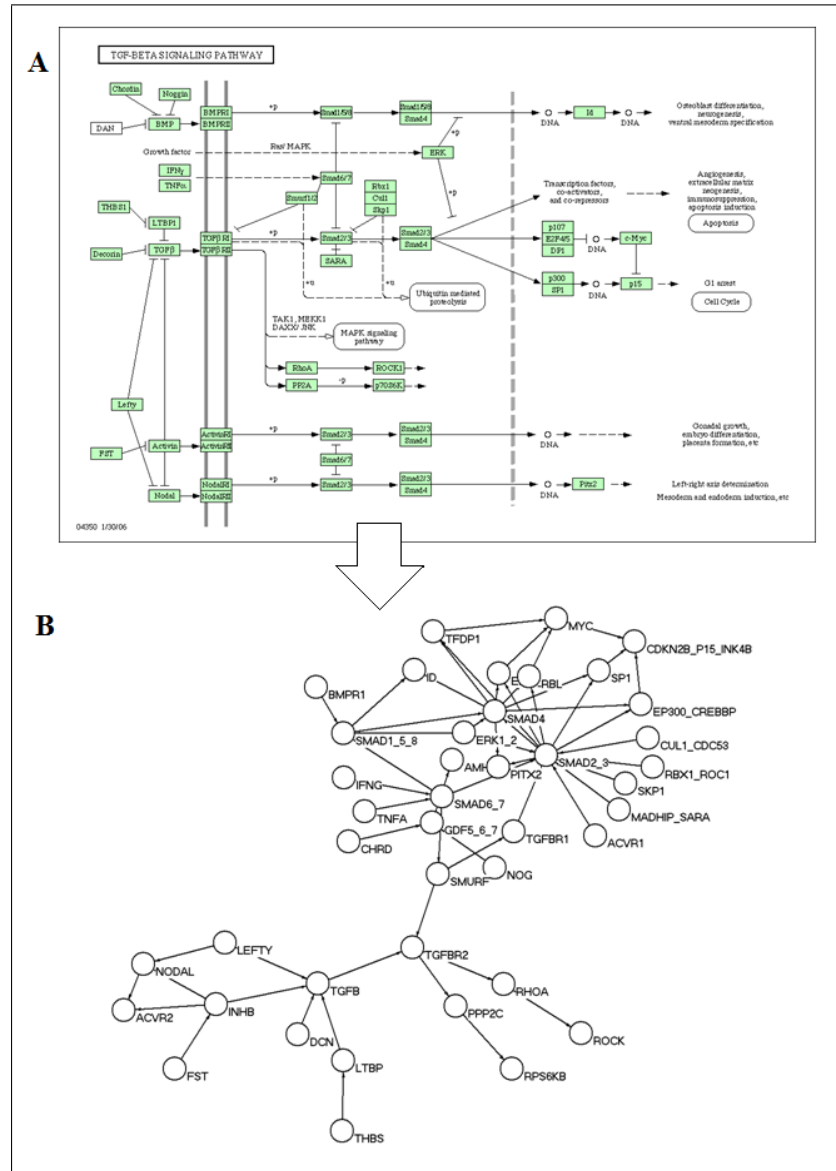 A
TGF-BETA SIGNALING PATHWAY
Chordin
Noggin
DAN
BMP
BMPRI
BMPRII
+p
Smad1/5/8
Smad1/5/8
Smad4
DNA
Id
DNA
Osteoblast differentiation,
neurogenesis,
ventral mesoderm specification
Growth factor
Ras/ MAPK
ERK
+p
+p
IFNγ
TNFα
Smad6/7
Smurf1/2
Rbx1
Cul1
Skp1
Transcription factors,
co-activators,
and co-repressors
Angiogenesis,
extracellular matrix
neogenesis,
immunosuppression,
apoptosis induction
Apoptosis
THBS1
LTBP1
Decorin
TGFβ
TGFβ RI
TGFβ RII
+p
Smad2/3
SARA
Smad2/3
Smad4
p107
E2F4/5
DP1
DNA
c-Myc
p300
SP1
DNA
p15
G1 arrest
Cell Cycle
+u
+u
Ubiquitin mediated
proteolysis
TAK1, MEKK1
DAXX/ JNK
MAPK signaling
pathway
RhoA
ROCK1
PP2A
-p
p70S6K
Lefty
FST
Activin
ActivinRI
ActivinRII
+p
Smad2/3
Smad2/3
Smad4
DNA
Gonadal growth,
embryo differentiation,
placenta formation, etc
Smad6/7
Nodal
NodalRI
NodalRII
+p
Smad2/3
Smad2/3
Smad4
DNA
Pitx2
Left-right axis determination
Mesoderm and endoderm induction, etc
04350 1/30/06
B
TFDP1
MYC
CDKN2B_P15_INK4B
ID
RBL
SP1
BMPR1
SMAD4
EP300_CREBBP
SMAD1_5_8
ERK1_2
CUL1_CDC53
SMAD2_3
AMH
PITX2
RBX1_ROC1
IFNG
SKP1
SMAD6_7
MADHIP_SARA
TNFA
GDF5_6_7
TGFBR1
ACVR1
CHRD
NOG
SMURF
LEFTY
TGFBR2
NODAL
TGFB
RHOA
ACVR2
INHB
PPP2C
DCN
ROCK
LTBP
FST
RPS6KB
THBS